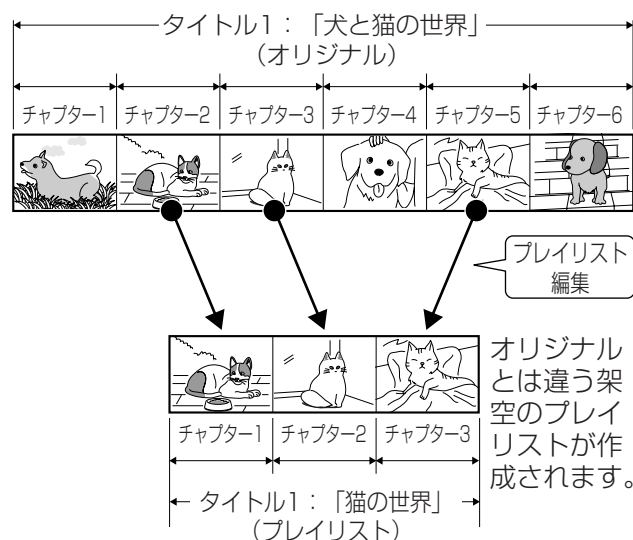 タイトル1：「犬と猫の世界」
（オリジナル）
チャプター1 チャプター2 チャプター3 チャプター4 チャプター5 チャプター6
プレイリスト
編集
オリジナル
とは違う架
空のプレイ
リストが作
成されます。
チャプター1 チャプター2 チャプター3
タイトル1：「猫の世界」
（プレイリスト）